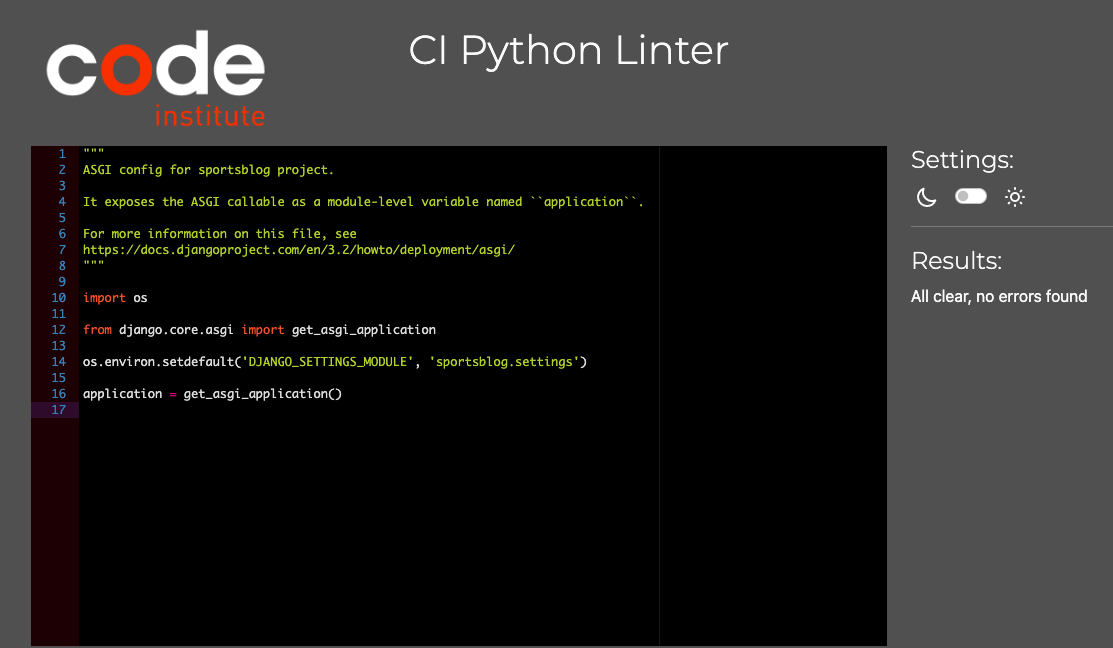 code
institute
CI Python Linter
1 """
2 ASGI config for sportsblog project.
3
4 It exposes the ASGI callable as a module-level variable named ``application``.
5
6 For more information on this file, see
7 https://docs.djangoproject.com/en/3.2/howto/deployment/asgi/
8 """
9
10 import os
11
12 from django.core.asgi import get_asgi_application
13
14 os.environ.setdefault('DJANGO_SETTINGS_MODULE', 'sportsblog.settings')
15
16 application = get_asgi_application()
17
Settings:
Results:
All clear, no errors found